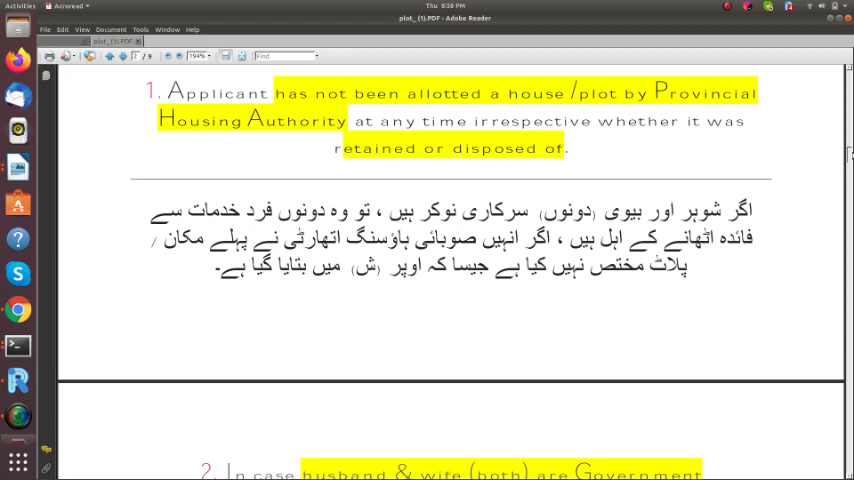 Activities
Acroread
Thu 8:38 PM
plot_ (1).PDF - Adobe Reader
File Edit View Document Tools Window Help
plot_ (1).PDF
2 / 9
194%
Find
1. Applicant has not been allotted a house /plot by Provincial
Housing Authority at any time irrespective whether it was
retained or disposed of.
اگر شوہر اور بیوی (دونوں) سرکاری نوکر ہیں ، تو وہ دونوں فرد خدمات سے
فائدہ اٹھانے کے اہل ہیں ، اگر انہیں صوبائی ہاؤسنگ اتھارٹی نے پہلے مکان /
پلاٹ مختص نہیں کیا ہے جیسا کہ اوپر (ش) میں بتایا گیا ہے۔
2. In case husband & wife (both) are Government